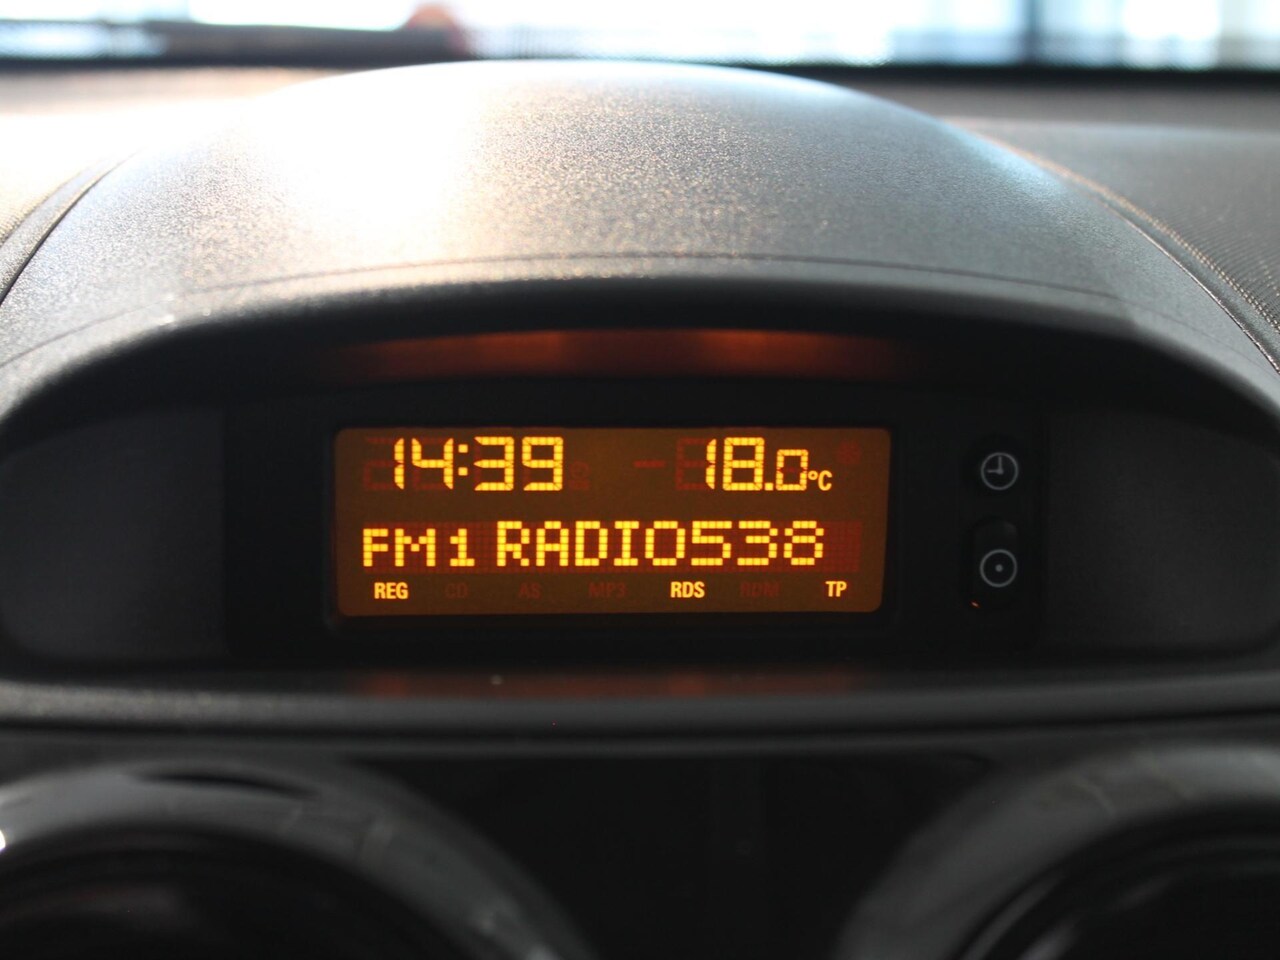 14:39 18.0°C
FM1 RADIO538
REG CD AS MP3 RDS RDM TP